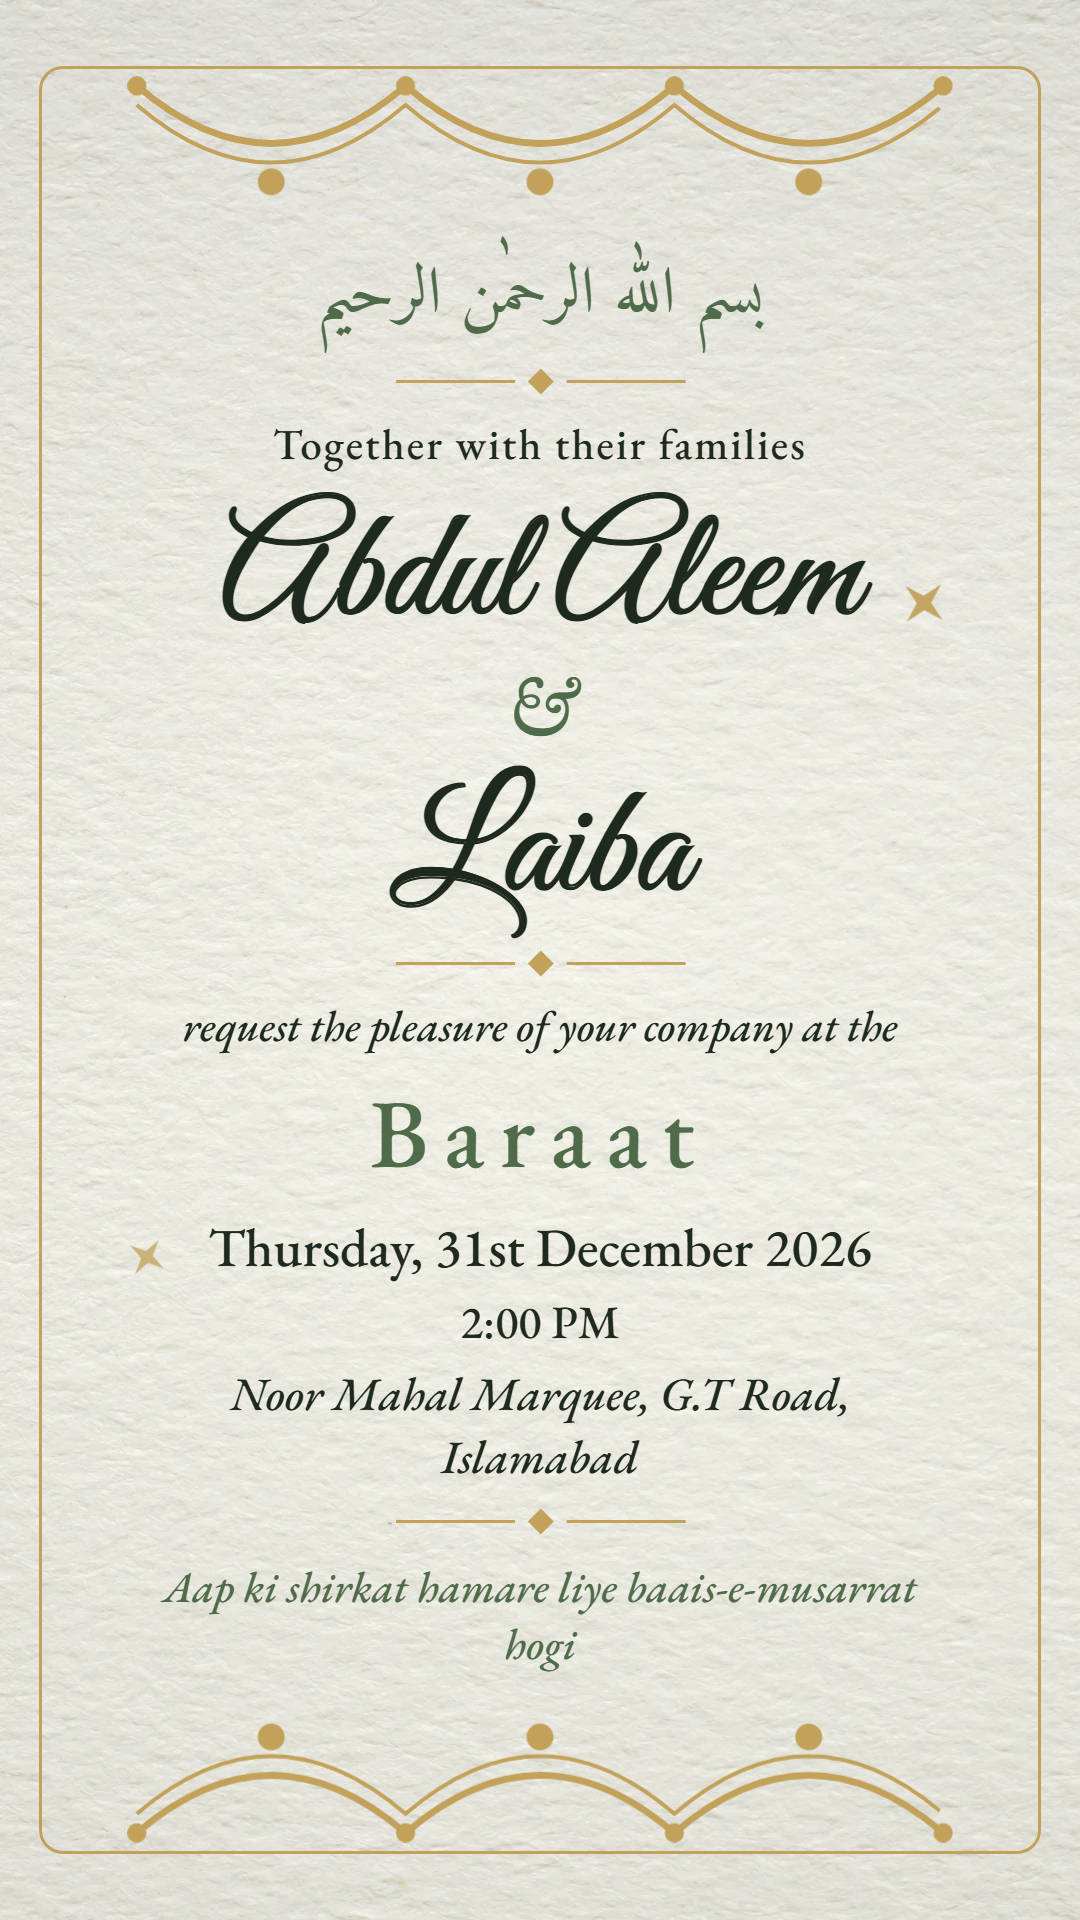 بسم الله الرحمٰن الرحيم
Together with their families
Abdul Aleem
&
Laiba
request the pleasure of your company at the
Baraat
Thursday, 31st December 2026
2:00 PM
Noor Mahal Marquee, G.T Road,
Islamabad
Aap ki shirkat hamare liye baais-e-musarrat
hogi